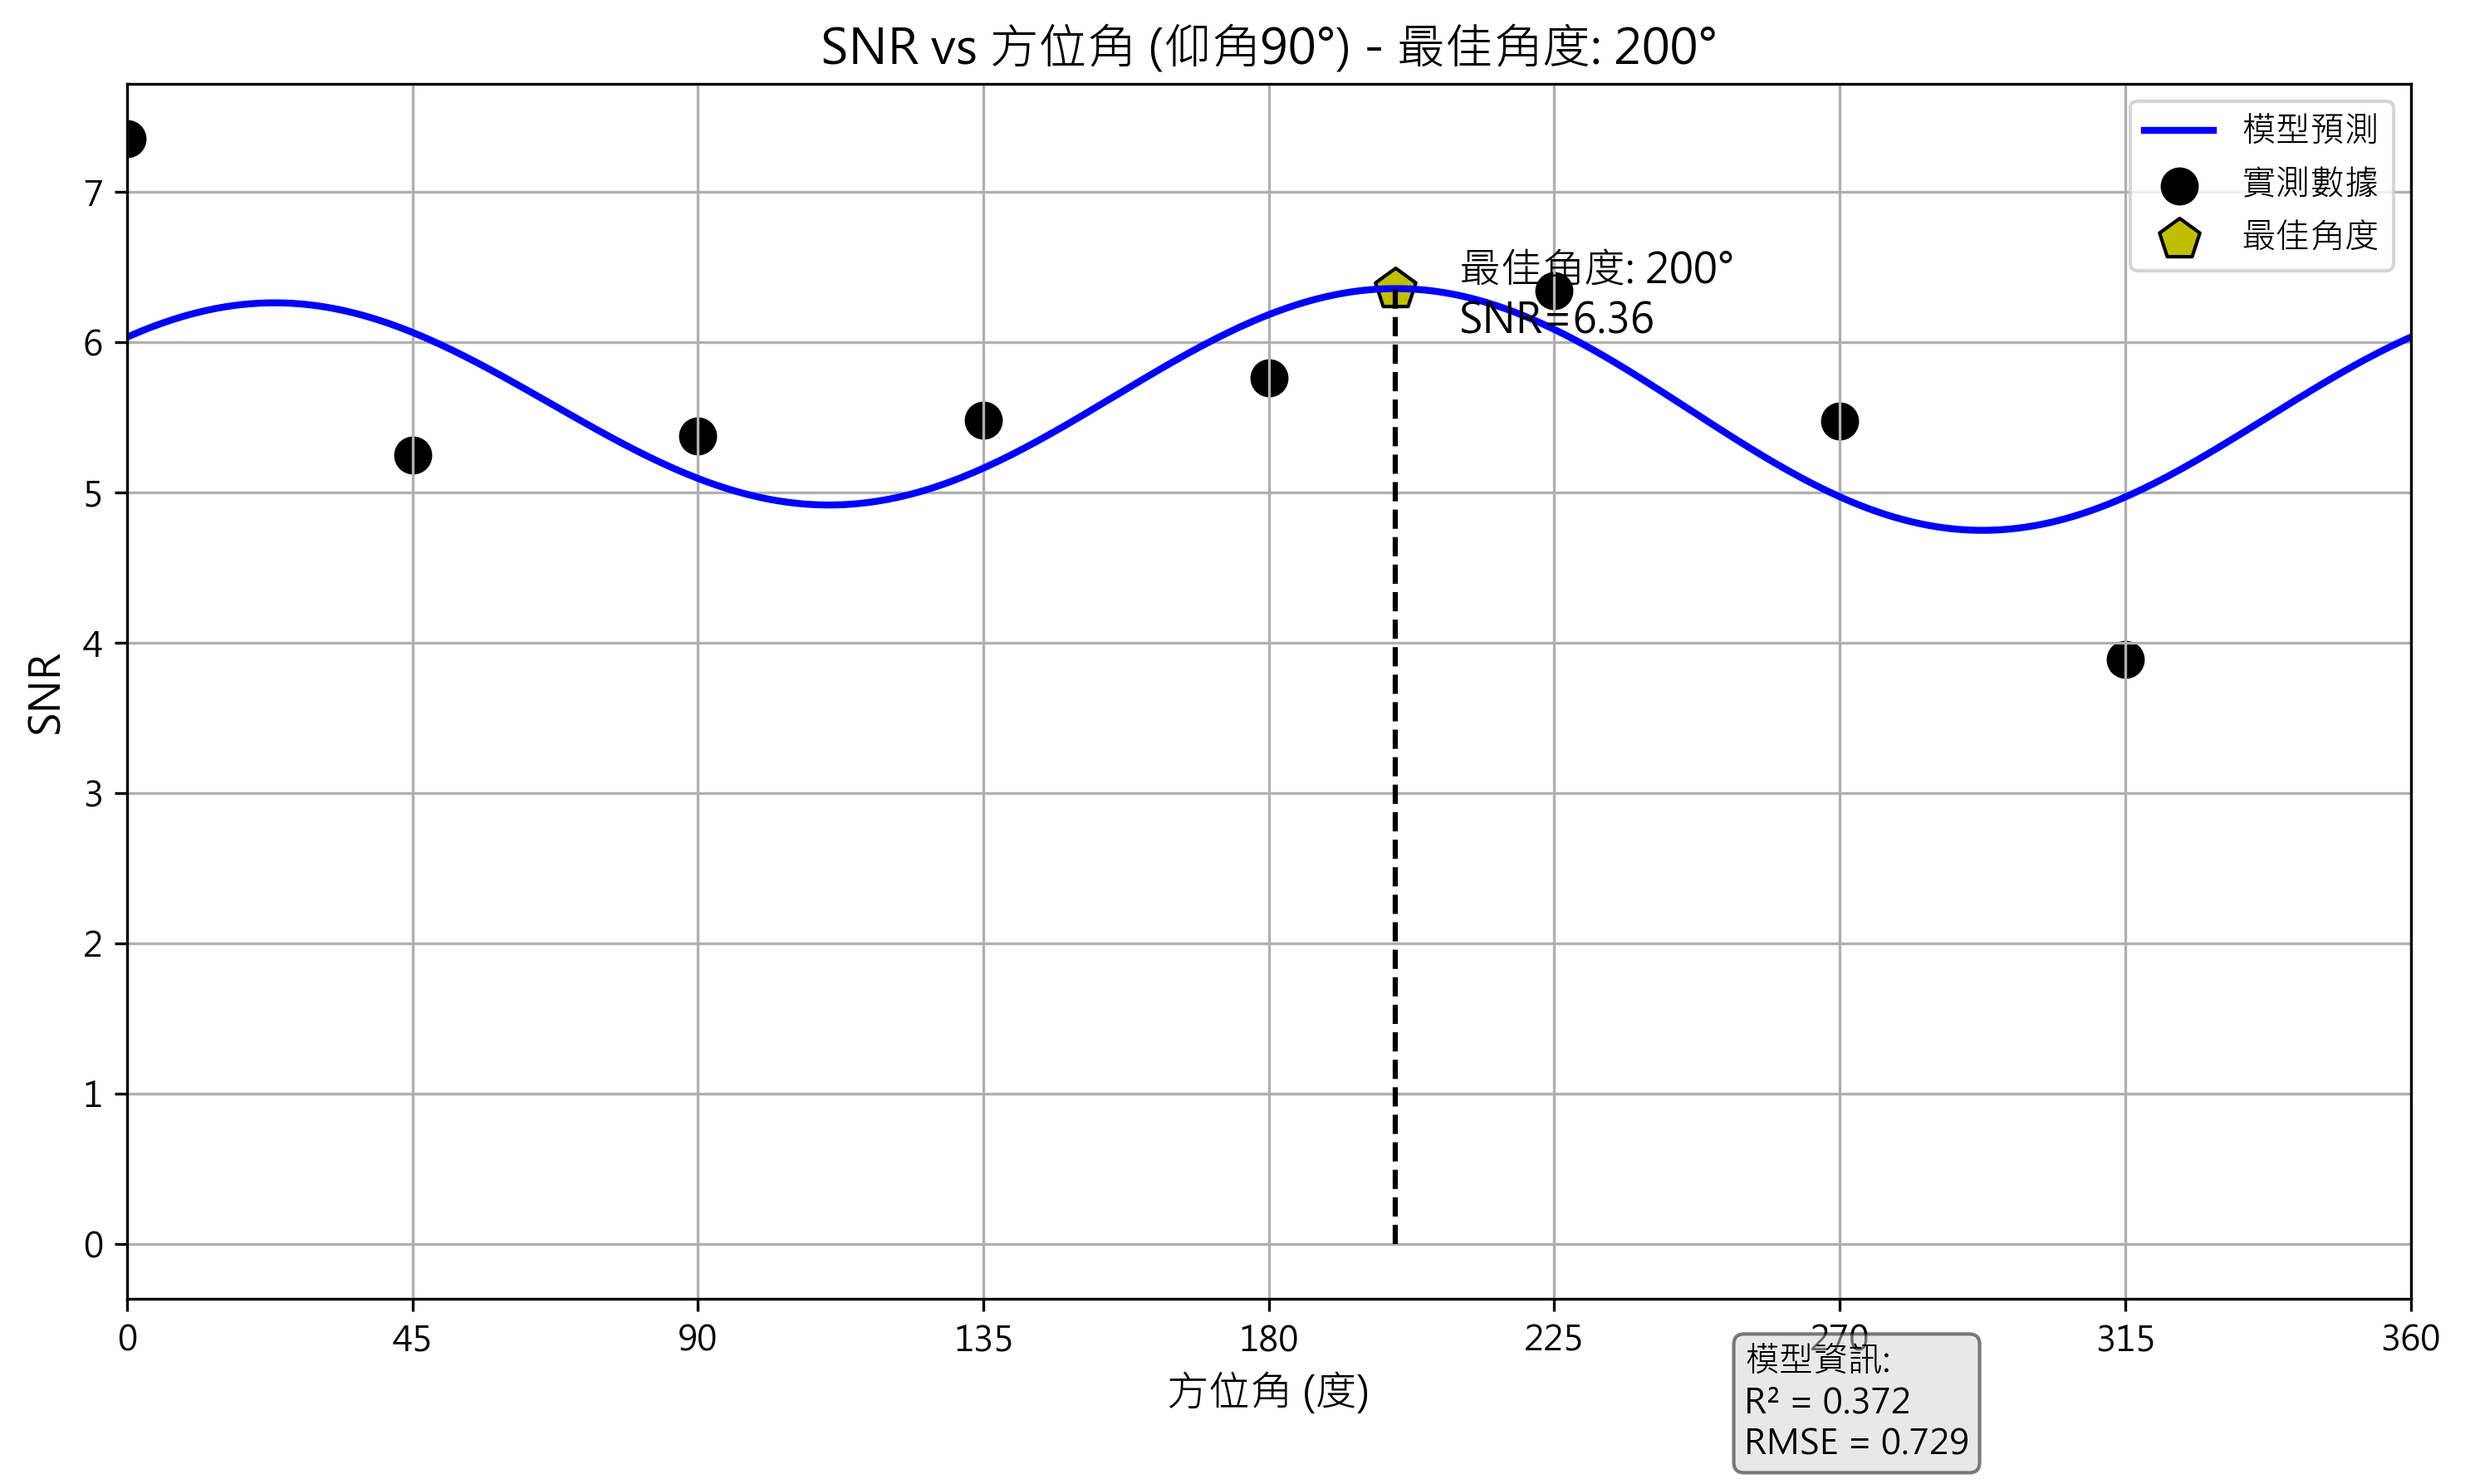 SNR vs 方位角 (仰角90°) - 最佳角度: 200°
模型預測
實測數據
最佳角度
最佳角度: 200°
SNR=6.36
SNR
7
6
5
4
3
2
1
0
0 45 90 135 180 225 270 315 360
方位角 (度)
模型資訊:
R² = 0.372
RMSE = 0.729